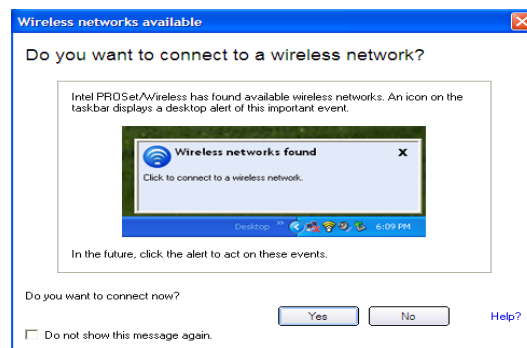 Wireless networks available
Do you want to connect to a wireless network?
Intel PROSet/Wireless has found available wireless networks. An icon on the
taskbar displays a desktop alert of this important event.
Wireless networks found X
Click to connect to a wireless network.
Desktop » 6:09 PM
In the future, click the alert to act on these events.
Do you want to connect now?
Yes No Help?
Do not show this message again.